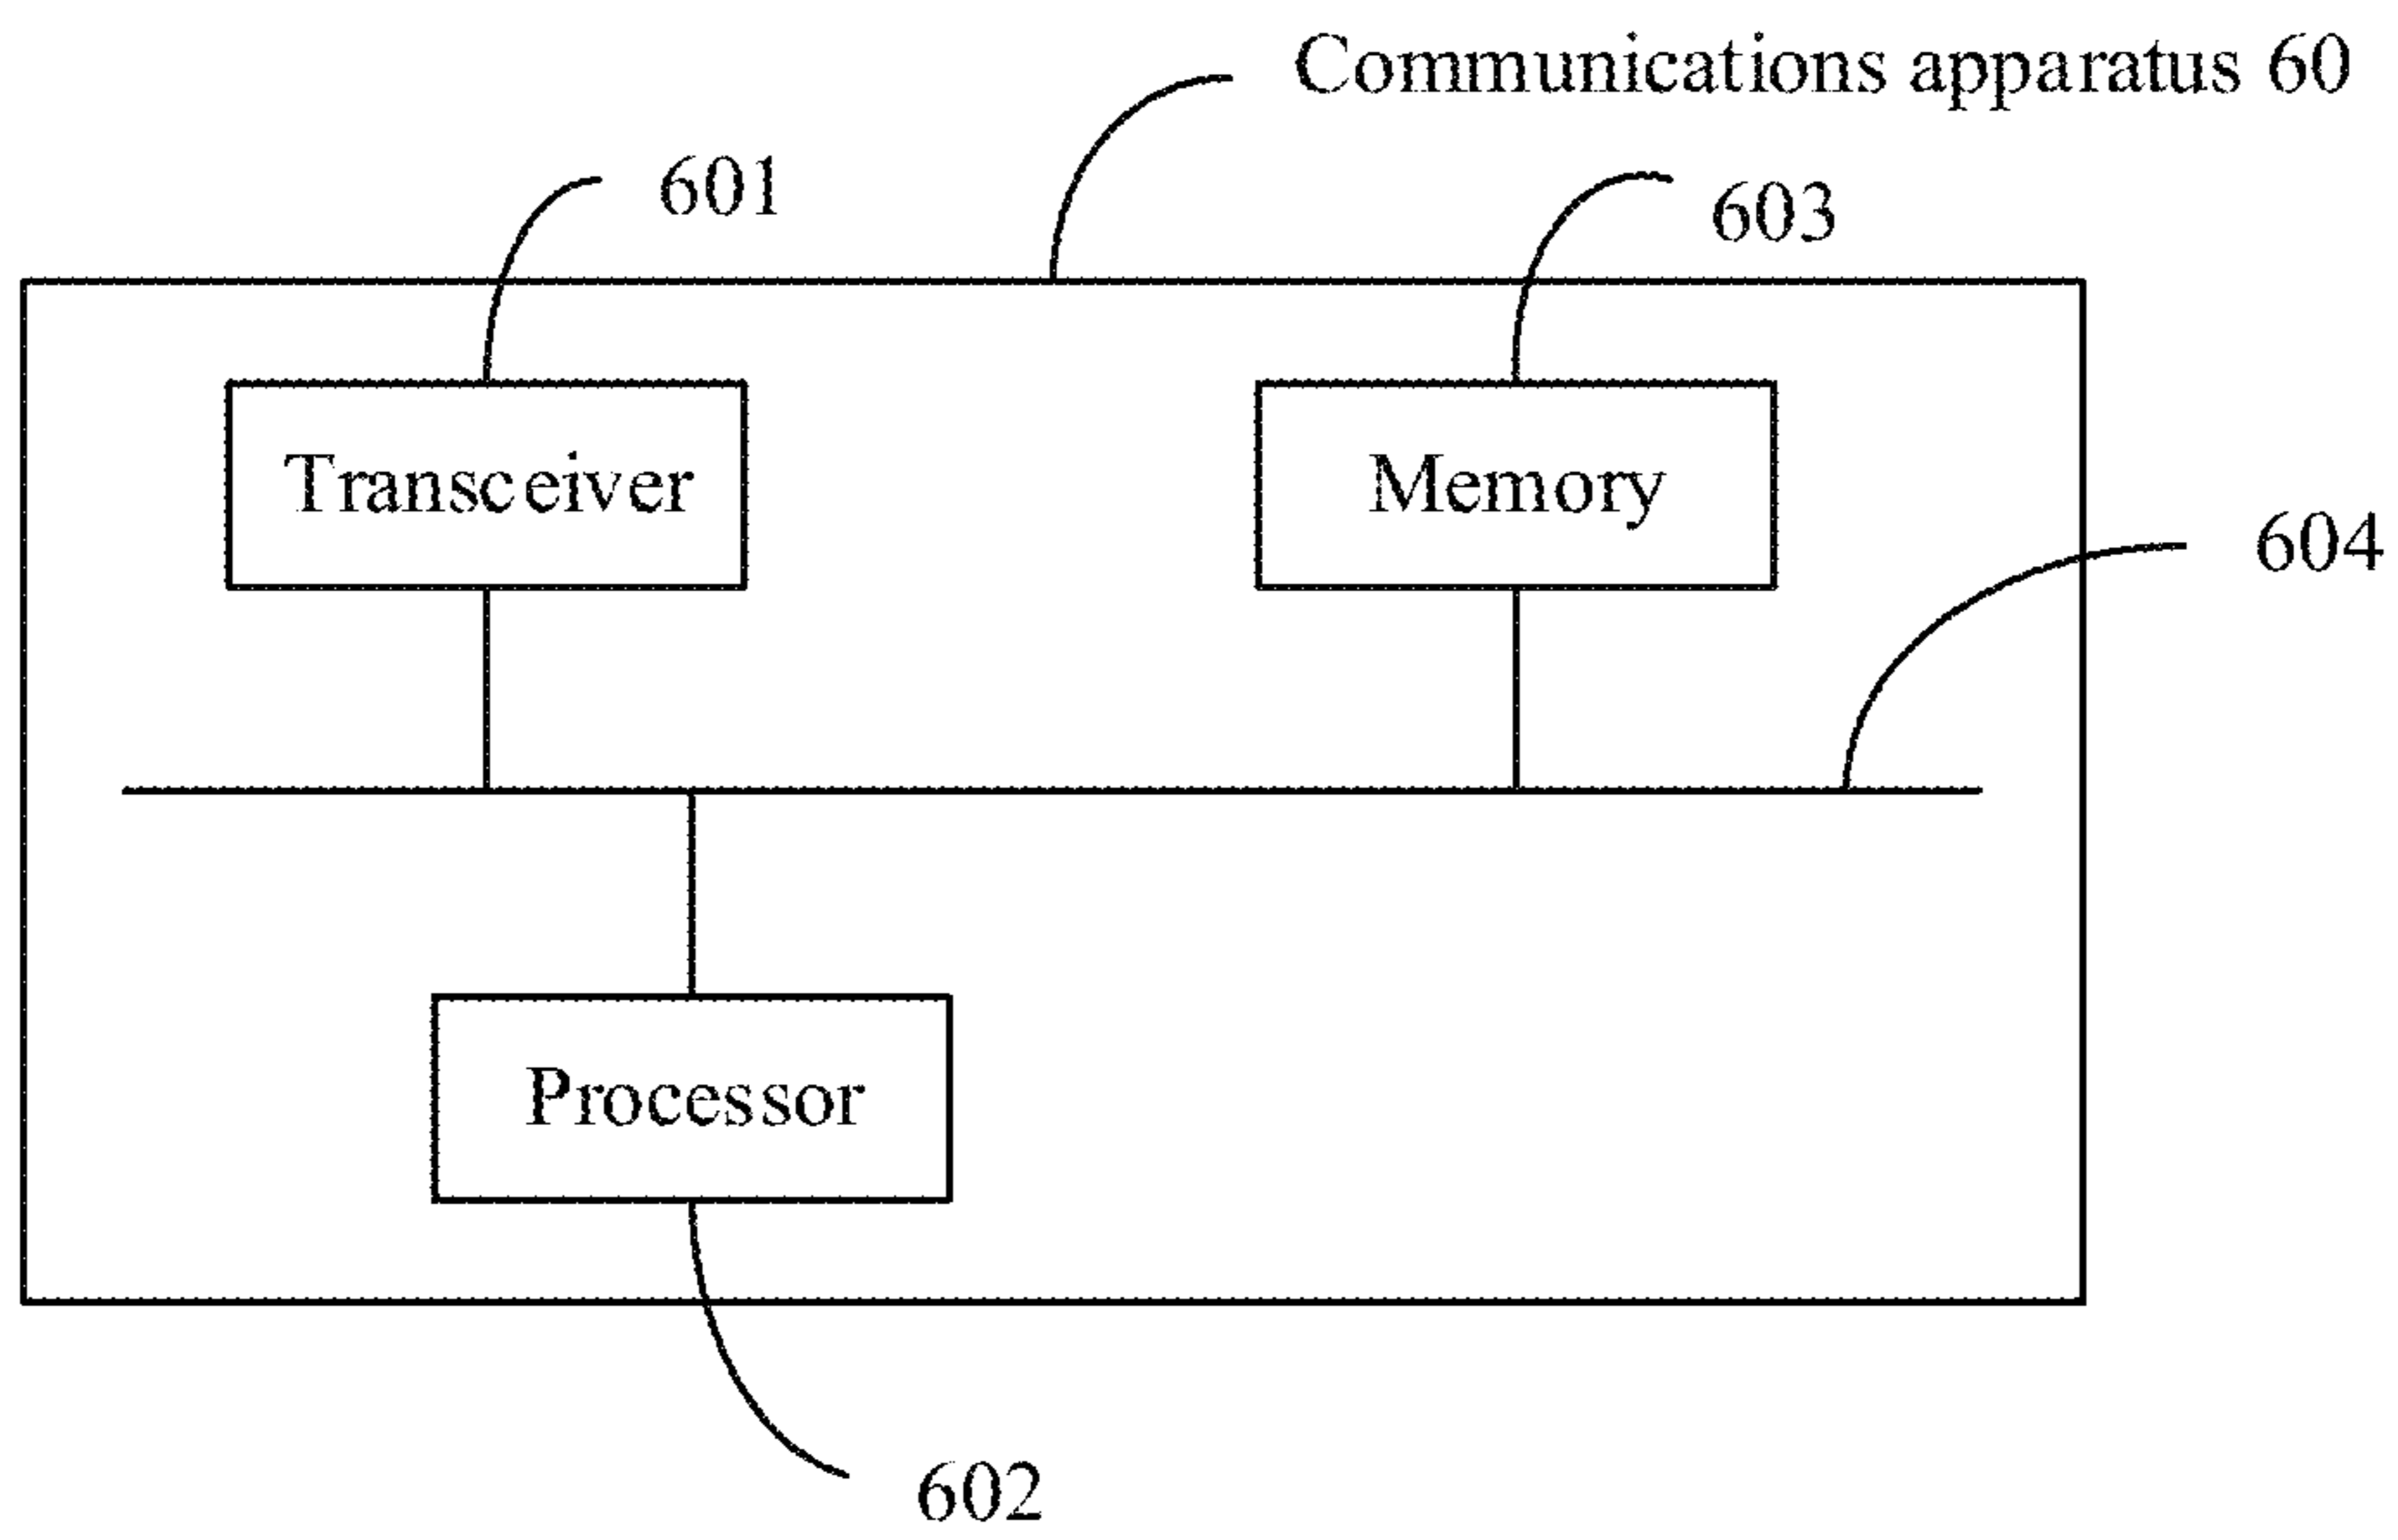 Communications apparatus 60
601
603
Transceiver
Memory
604
Processor
602